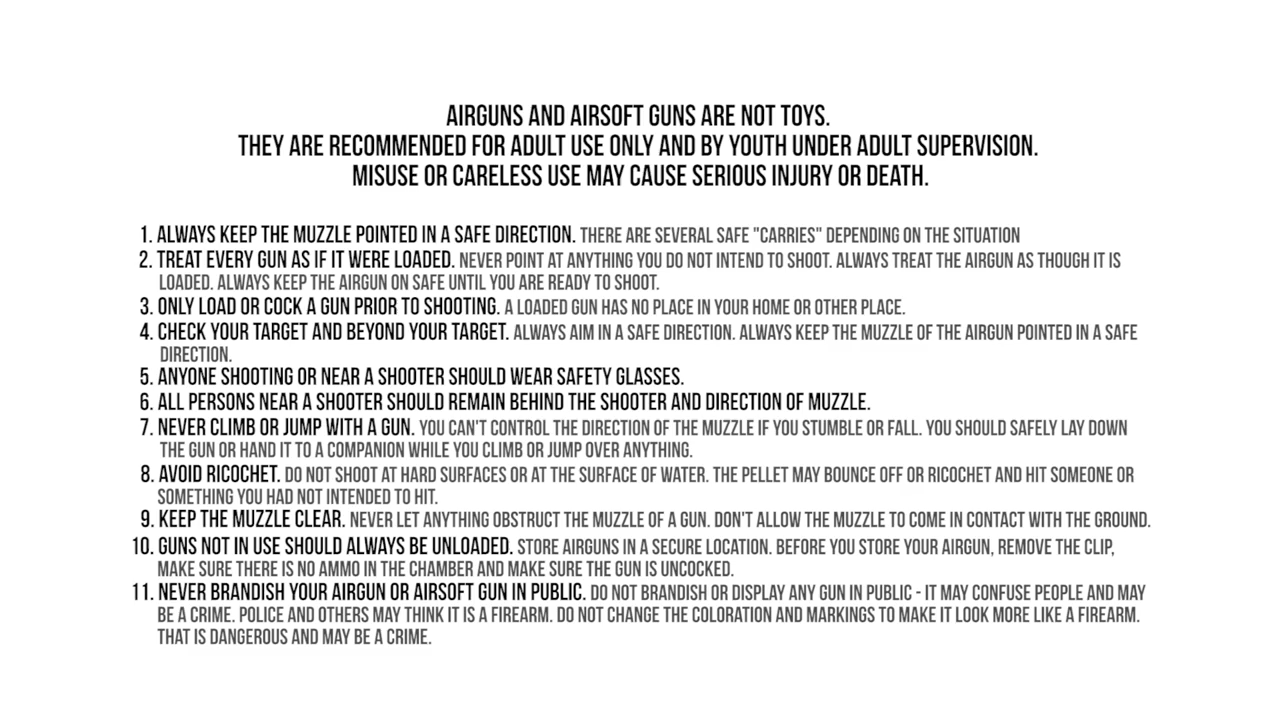 AIRGUNS AND AIRSOFT GUNS ARE NOT TOYS.
THEY ARE RECOMMENDED FOR ADULT USE ONLY AND BY YOUTH UNDER ADULT SUPERVISION.
MISUSE OR CARELESS USE MAY CAUSE SERIOUS INJURY OR DEATH.
1. ALWAYS KEEP THE MUZZLE POINTED IN A SAFE DIRECTION. THERE ARE SEVERAL SAFE "CARRIES" DEPENDING ON THE SITUATION
2. TREAT EVERY GUN AS IF IT WERE LOADED. NEVER POINT AT ANYTHING YOU DO NOT INTEND TO SHOOT. ALWAYS TREAT THE AIRGUN AS THOUGH IT IS
LOADED. ALWAYS KEEP THE AIRGUN ON SAFE UNTIL YOU ARE READY TO SHOOT.
3. ONLY LOAD OR COCK A GUN PRIOR TO SHOOTING. A LOADED GUN HAS NO PLACE IN YOUR HOME OR OTHER PLACE.
4. CHECK YOUR TARGET AND BEYOND YOUR TARGET. ALWAYS AIM IN A SAFE DIRECTION. ALWAYS KEEP THE MUZZLE OF THE AIRGUN POINTED IN A SAFE
DIRECTION.
5. ANYONE SHOOTING OR NEAR A SHOOTER SHOULD WEAR SAFETY GLASSES.
6. ALL PERSONS NEAR A SHOOTER SHOULD REMAIN BEHIND THE SHOOTER AND DIRECTION OF MUZZLE.
7. NEVER CLIMB OR JUMP WITH A GUN. YOU CAN'T CONTROL THE DIRECTION OF THE MUZZLE IF YOU STUMBLE OR FALL. YOU SHOULD SAFELY LAY DOWN
THE GUN OR HAND IT TO A COMPANION WHILE YOU CLIMB OR JUMP OVER ANYTHING.
8. AVOID RICOCHET. DO NOT SHOOT AT HARD SURFACES OR AT THE SURFACE OF WATER. THE PELLET MAY BOUNCE OFF OR RICOCHET AND HIT SOMEONE OR
SOMETHING YOU HAD NOT INTENDED TO HIT.
9. KEEP THE MUZZLE CLEAR. NEVER LET ANYTHING OBSTRUCT THE MUZZLE OF A GUN. DON'T ALLOW THE MUZZLE TO COME IN CONTACT WITH THE GROUND.
10. GUNS NOT IN USE SHOULD ALWAYS BE UNLOADED. STORE AIRGUNS IN A SECURE LOCATION. BEFORE YOU STORE YOUR AIRGUN, REMOVE THE CLIP,
MAKE SURE THERE IS NO AMMO IN THE CHAMBER AND MAKE SURE THE GUN IS UNCOCKED.
11. NEVER BRANDISH YOUR AIRGUN OR AIRSOFT GUN IN PUBLIC. DO NOT BRANDISH OR DISPLAY ANY GUN IN PUBLIC - IT MAY CONFUSE PEOPLE AND MAY
BE A CRIME. POLICE AND OTHERS MAY THINK IT IS A FIREARM. DO NOT CHANGE THE COLORATION AND MARKINGS TO MAKE IT LOOK MORE LIKE A FIREARM.
THAT IS DANGEROUS AND MAY BE A CRIME.